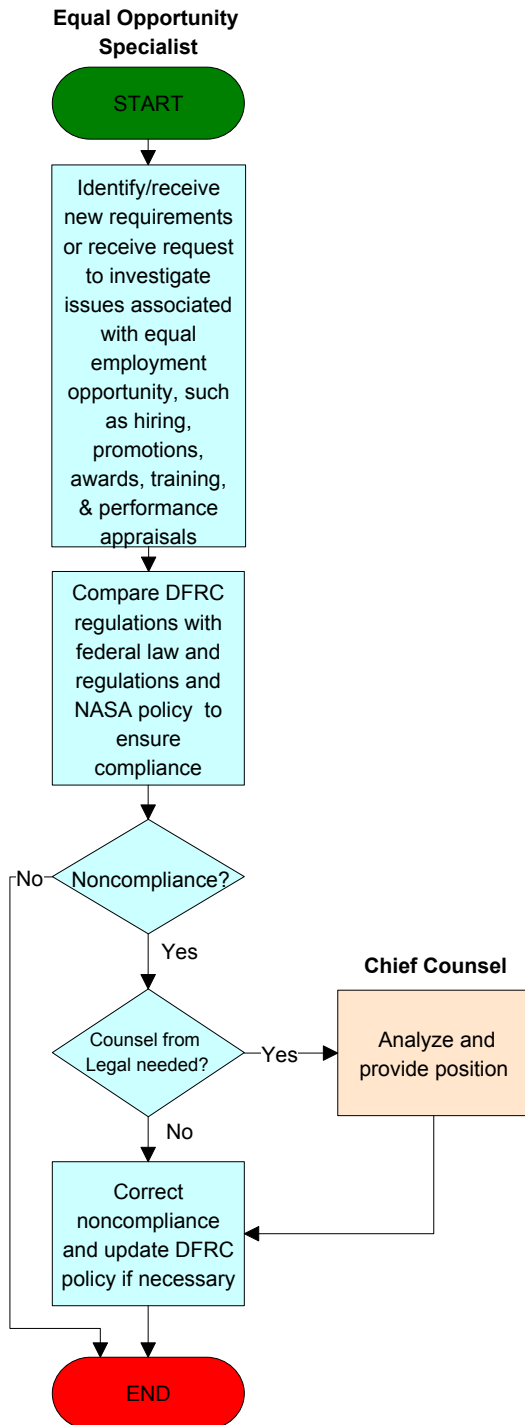 Equal Opportunity
Specialist
START
Identify/receive
new requirements
or receive request
to investigate
issues associated
with equal
employment
opportunity, such
as hiring,
promotions,
awards, training,
& performance
appraisals
Compare DFRC
regulations with
federal law and
regulations and
NASA policy to
ensure
compliance
Noncompliance?
No
Yes
Counsel from
Legal needed?
Yes
Chief Counsel
Analyze and
provide position
No
Correct
noncompliance
and update DFRC
policy if necessary
END